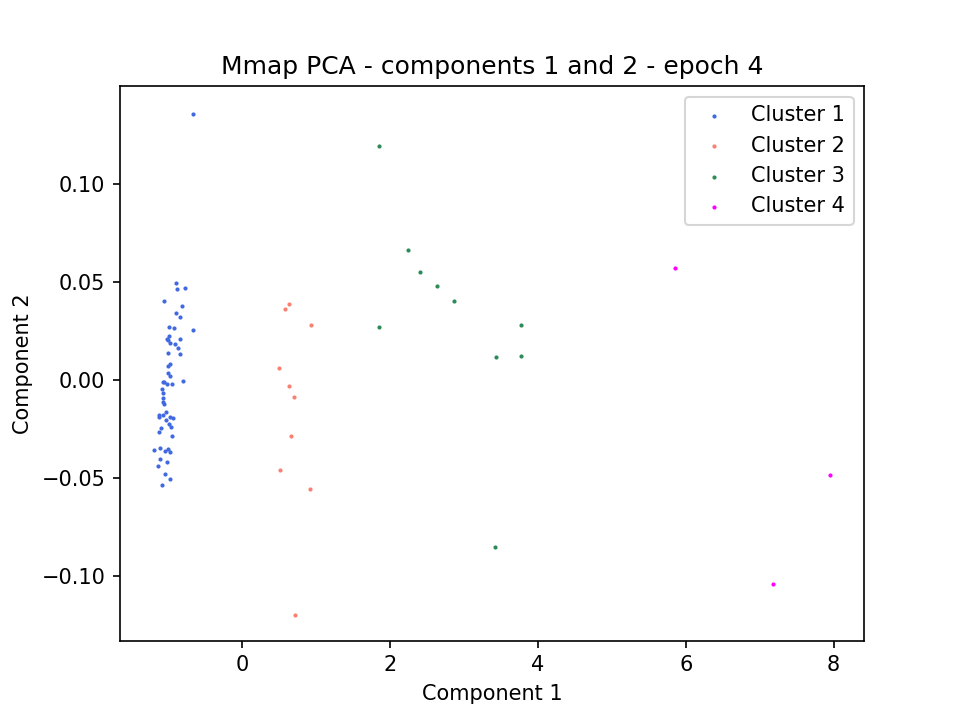 Mmap PCA - components 1 and 2 - epoch 4
Cluster 1
Cluster 2
Cluster 3
Cluster 4
Component 2
0.10
0.05
0.00
−0.05
−0.10
0 2 4 6 8
Component 1